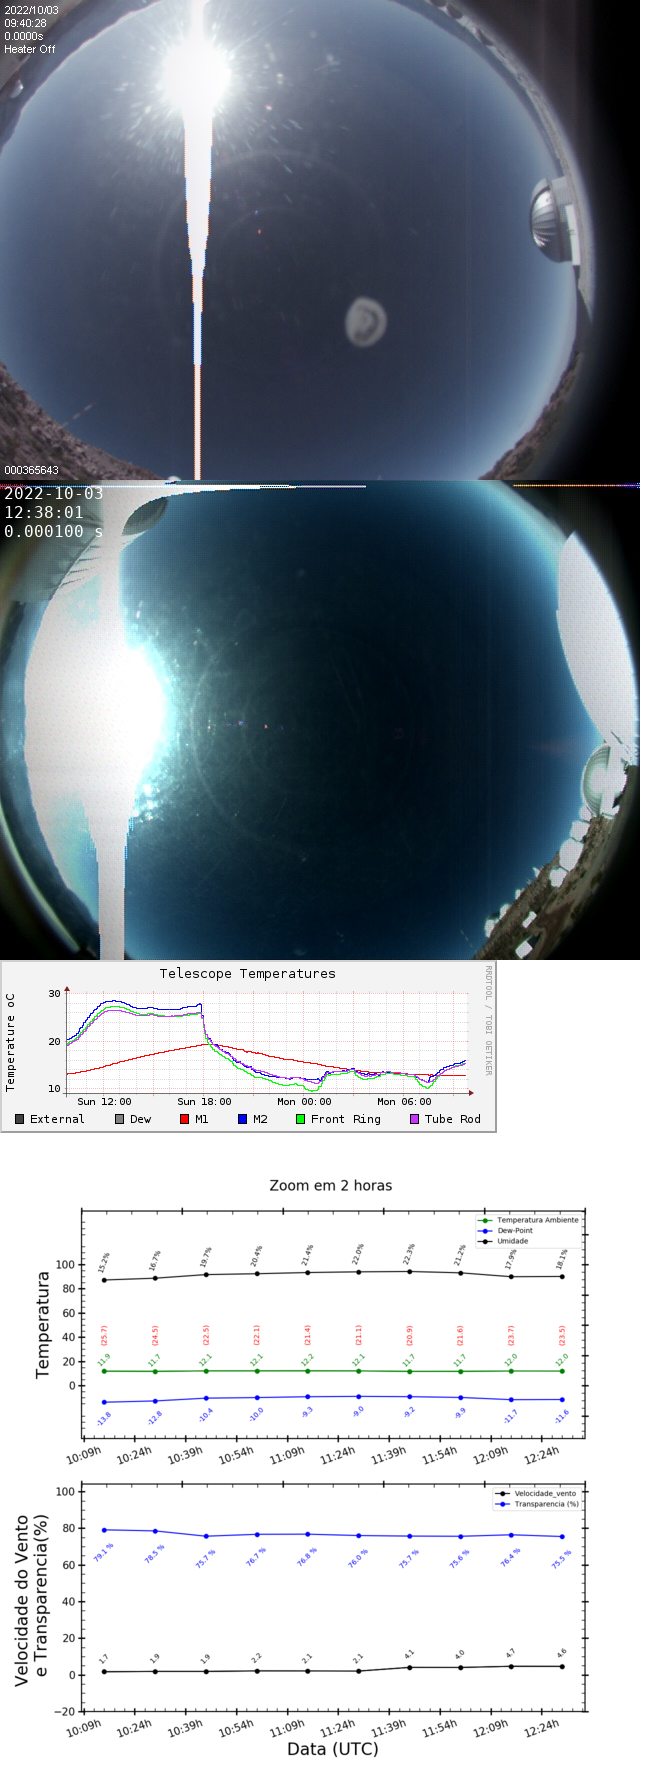 2022/10/03
09:40:28
0.0000s
Heater Off
000365643
2022-10-03
12:38:01
0.000100 s
Telescope Temperatures
RRDTOOL / TOBI OETIKER
Temperature oC
30
20
10
Sun 12:00 Sun 18:00 Mon 00:00 Mon 06:00
External Dew M1 M2 Front Ring Tube Rod
Zoom em 2 horas
Temperatura Ambiente
Dew-Point
Umidade
Temperatura
100
80
60
40
20
0
15.2% 16.7% 19.7% 20.4% 21.4% 22.0% 22.3% 21.2% 17.9% 18.1%
(25.7) (24.5) (22.5) (22.1) (21.4) (21.1) (20.9) (21.6) (23.7) (23.5)
11.9 11.7 12.1 12.1 12.2 12.1 11.7 11.7 12.0 12.0
-13.8 -12.8 -10.4 -10.0 -9.3 -9.0 -9.2 -9.9 -11.7 -11.6
10:09h 10:24h 10:39h 10:54h 11:09h 11:24h 11:39h 11:54h 12:09h 12:24h
Velocidade_vento
Transparencia (%)
Velocidade do Vento
e Transparencia(%)
100
80
60
40
20
0
−20
79.1 % 78.5 % 75.7 % 76.7 % 76.8 % 76.0 % 75.7 % 75.6 % 76.4 % 75.5 %
1.7 1.9 1.9 2.2 2.1 2.1 4.1 4.0 4.7 4.6
10:09h 10:24h 10:39h 10:54h 11:09h 11:24h 11:39h 11:54h 12:09h 12:24h
Data (UTC)